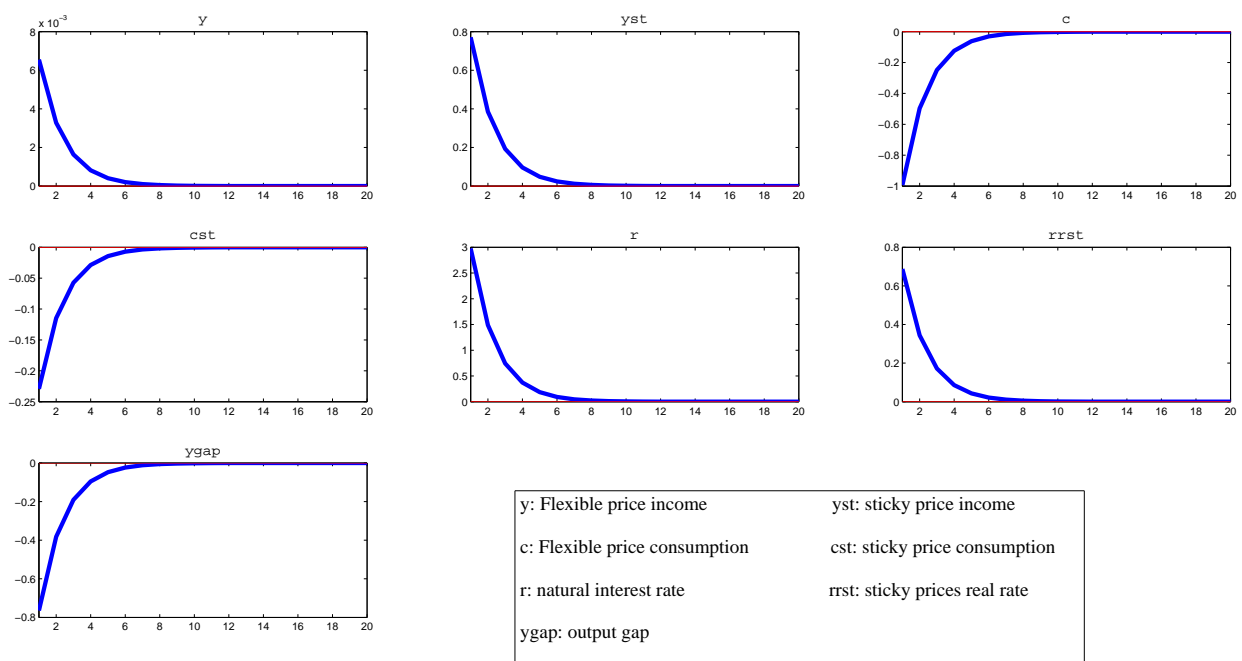 x 10⁻³
y
yst
c
8
6
4
2
0
2 4 6 8 10 12 14 16 18 20
0.8
0.6
0.4
0.2
0
2 4 6 8 10 12 14 16 18 20
0
−0.2
−0.4
−0.6
−0.8
−1
2 4 6 8 10 12 14 16 18 20
cst
r
rrst
0
−0.05
−0.1
−0.15
−0.2
−0.25
2 4 6 8 10 12 14 16 18 20
3
2.5
2
1.5
1
0.5
0
2 4 6 8 10 12 14 16 18 20
0.8
0.6
0.4
0.2
0
2 4 6 8 10 12 14 16 18 20
ygap
0
−0.2
−0.4
−0.6
−0.8
2 4 6 8 10 12 14 16 18 20
y: Flexible price income yst: sticky price income
c: Flexible price consumption cst: sticky price consumption
r: natural interest rate rrst: sticky prices real rate
ygap: output gap